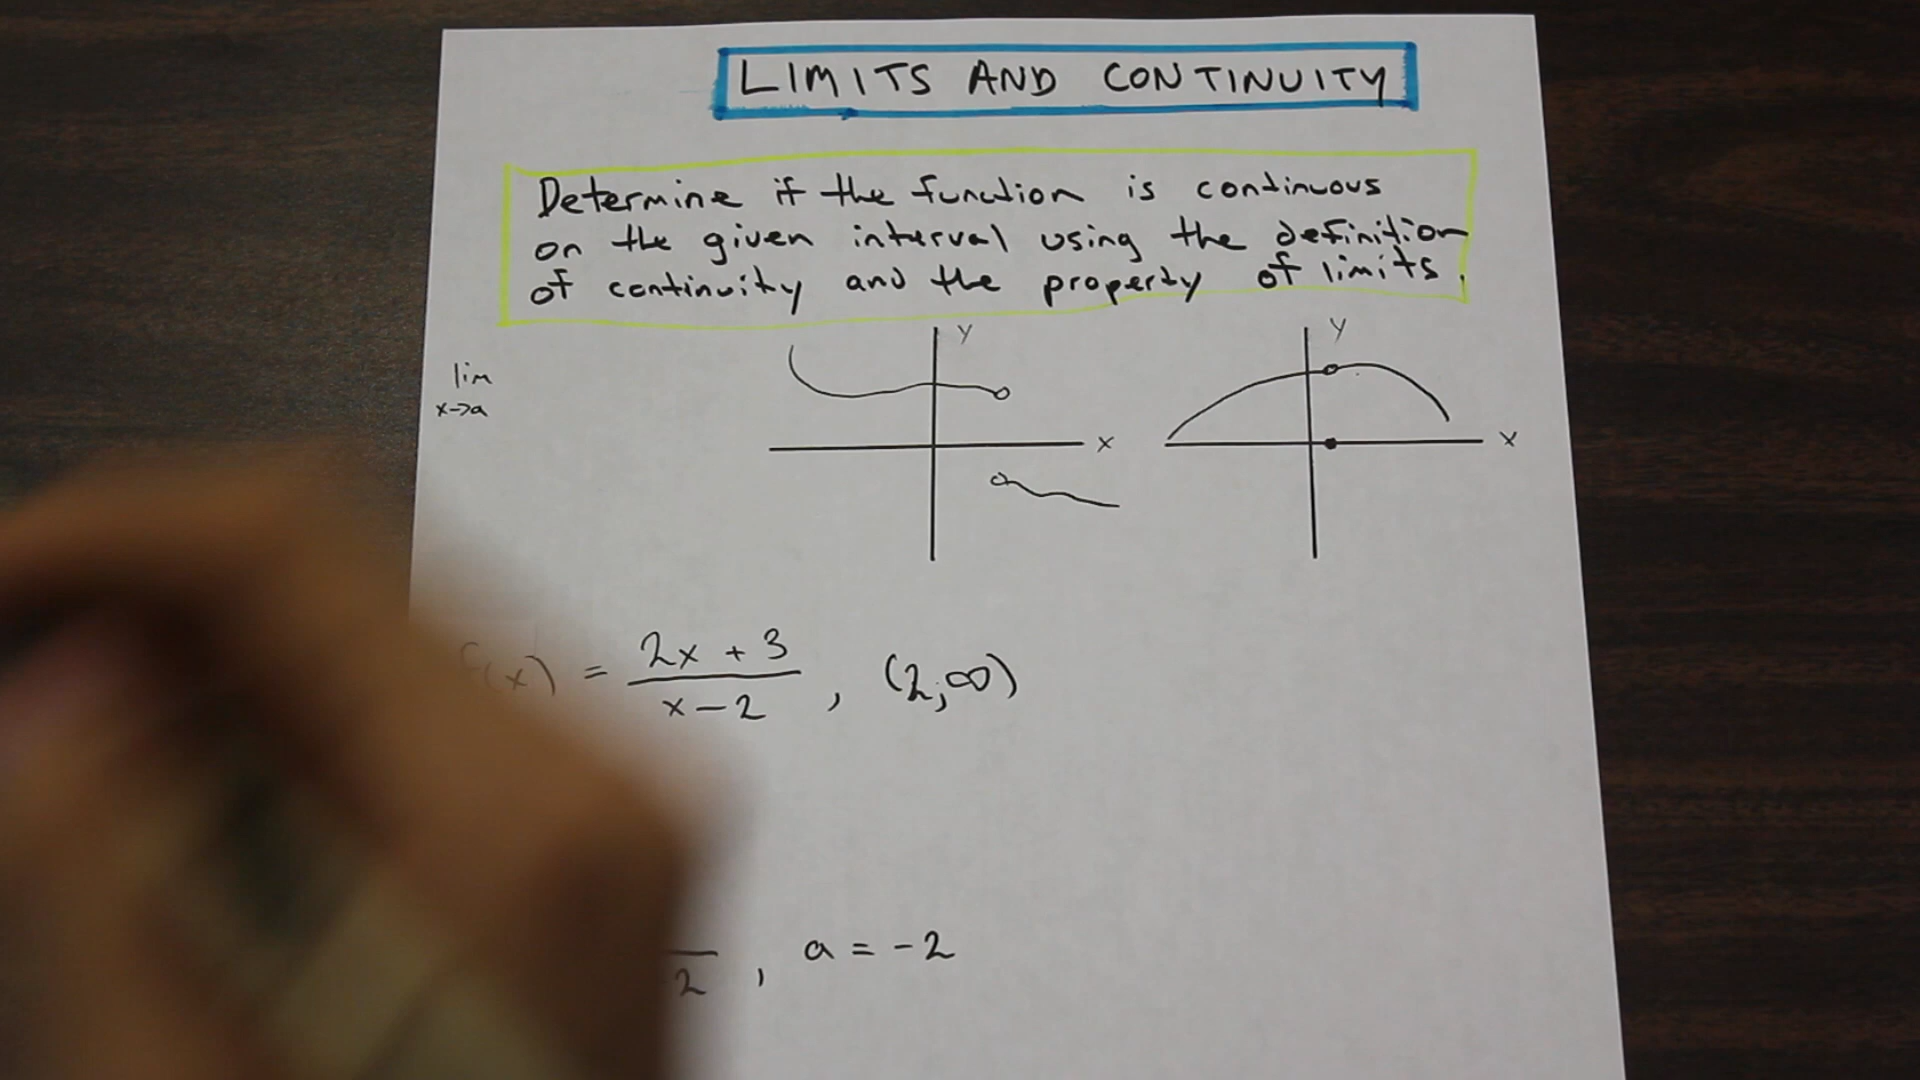 LIMITS AND CONTINUITY
Determine if the function is continuous
on the given interval using the definition
of continuity and the property of limits.
y
y
lim
x→a
x
x
f(x) = 2x + 3 / x - 2 , (2,∞)
2 , a = -2